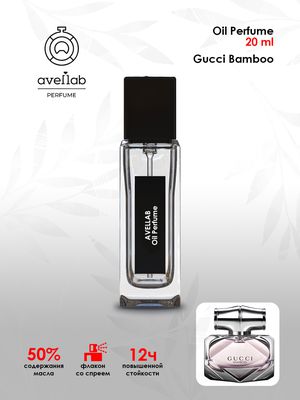 avellab
PERFUME
Oil Perfume
20 ml
Gucci Bamboo
AVELLAB
Oil Perfume
50%
содержания
масла
флакон
со спреем
12ч
повышенной
стойкости
GUCCI